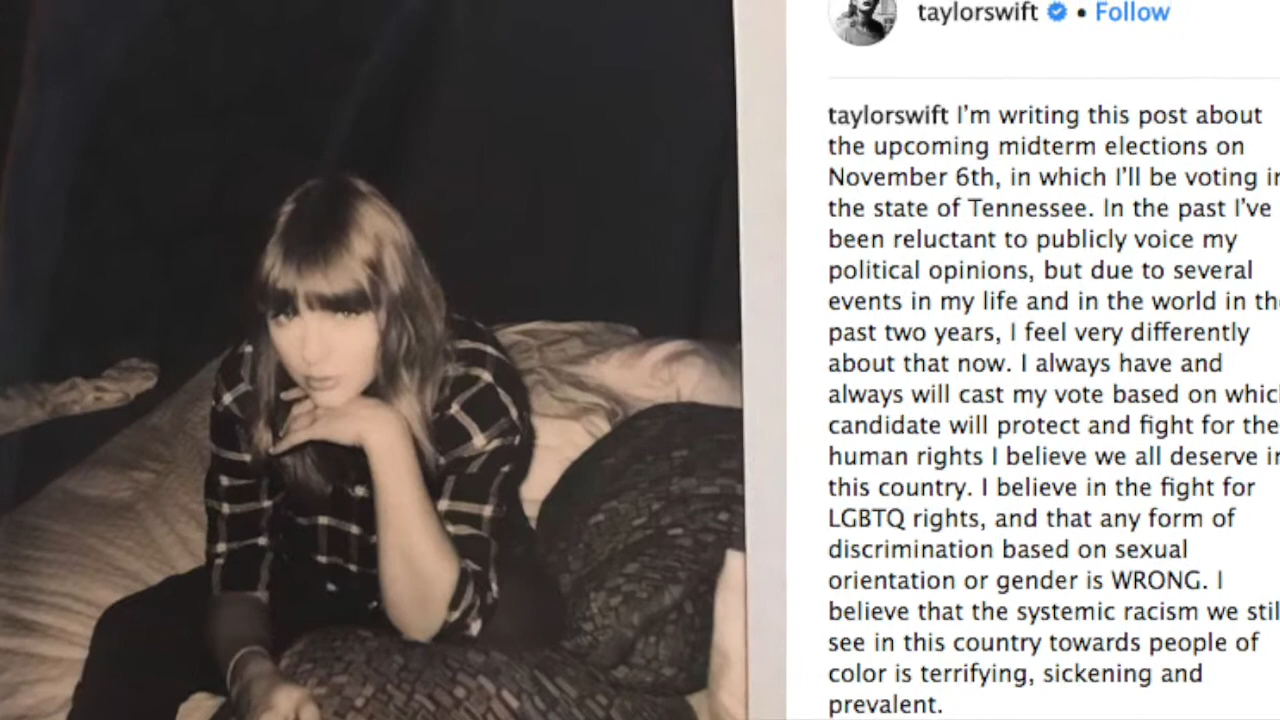 taylorswift • Follow
taylorswift I'm writing this post about
the upcoming midterm elections on
November 6th, in which I'll be voting in
the state of Tennessee. In the past I've
been reluctant to publicly voice my
political opinions, but due to several
events in my life and in the world in the
past two years, I feel very differently
about that now. I always have and
always will cast my vote based on which
candidate will protect and fight for the
human rights I believe we all deserve in
this country. I believe in the fight for
LGBTQ rights, and that any form of
discrimination based on sexual
orientation or gender is WRONG. I
believe that the systemic racism we still
see in this country towards people of
color is terrifying, sickening and
prevalent.